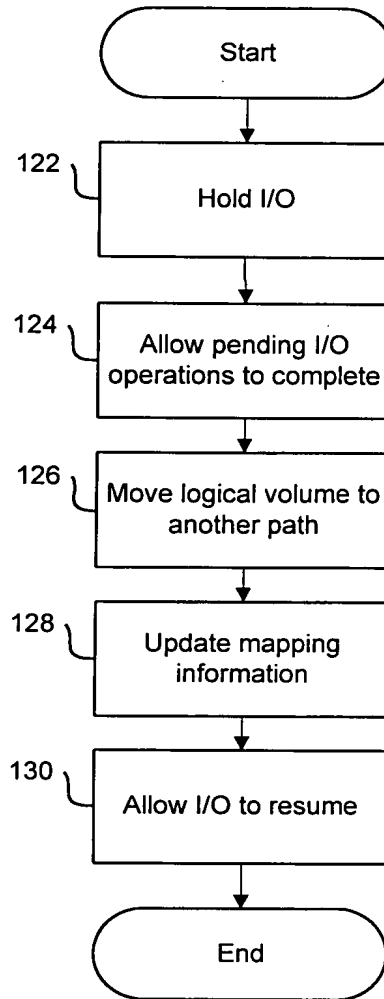 Start
122
Hold I/O
124
Allow pending I/O
operations to complete
126
Move logical volume to
another path
128
Update mapping
information
130
Allow I/O to resume
End